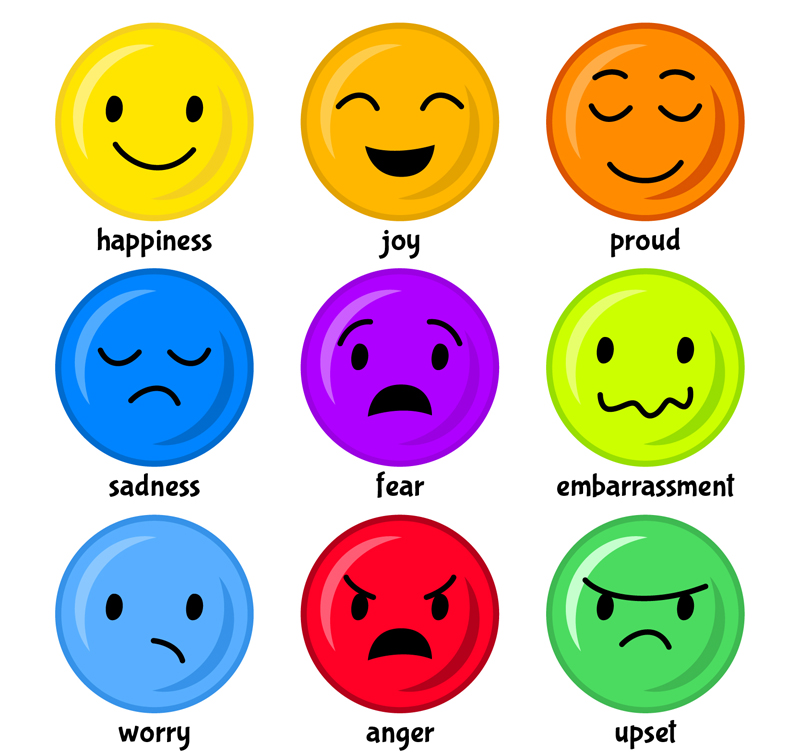 happiness
joy
proud
sadness
fear
embarrassment
worry
anger
upset